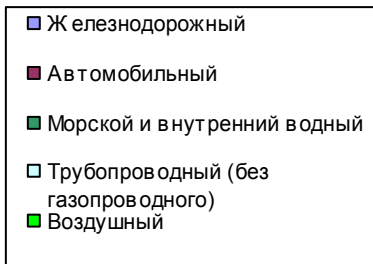 Железнодорожный
Автомобильный
Морской и внутренний водный
Трубопроводный (без
газопроводного)
Воздушный